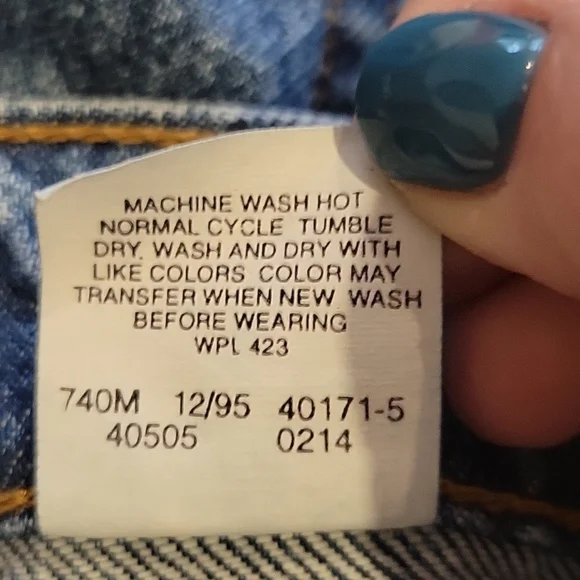 MACHINE WASH HOT
NORMAL CYCLE TUMBLE
DRY. WASH AND DRY WITH
LIKE COLORS COLOR MAY
TRANSFER WHEN NEW WASH
BEFORE WEARING
WPL 423
740M 12/95 40171-5
40505 0214